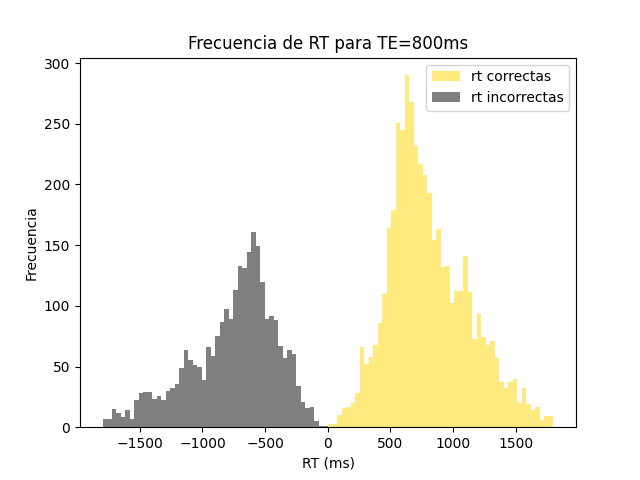 Frecuencia de RT para TE=800ms
rt correctas
rt incorrectas
Frecuencia
300
250
200
150
100
50
0
−1500
−1000
−500
0
500
1000
1500
RT (ms)